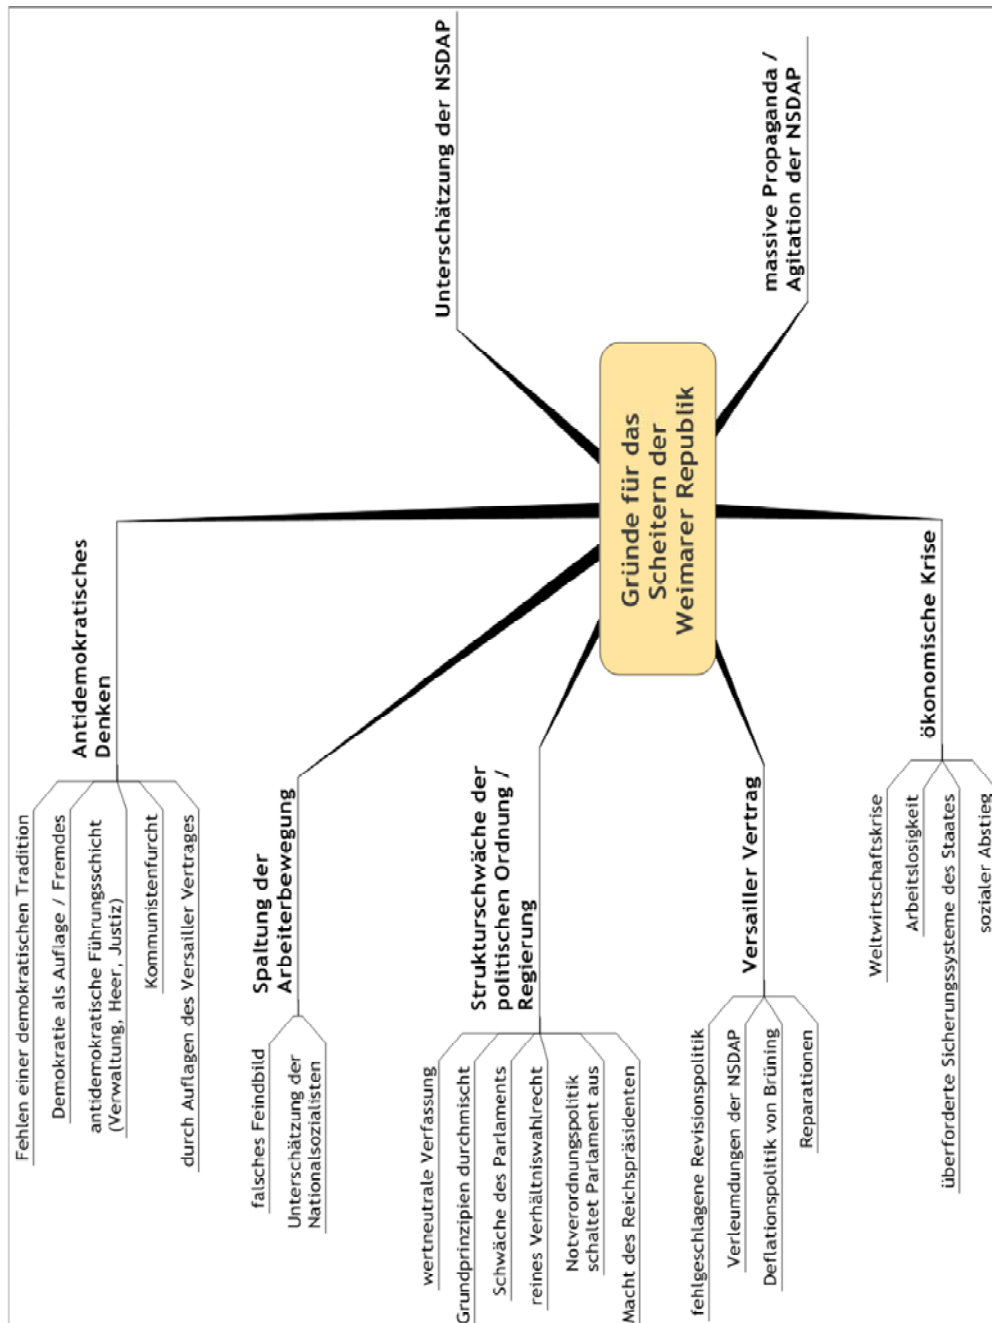 Gründe für das
Scheitern der
Weimarer Republik
Antidemokratisches
Denken
Fehlen einer demokratischen Tradition
Demokratie als Auflage / Fremdes
antidemokratische Führungsschicht
(Verwaltung, Heer, Justiz)
Kommunistenfurcht
durch Auflagen des Versailler Vertrages
Spaltung der
Arbeiterbewegung
falsches Feindbild
Unterschätzung der
Nationalsozialisten
Strukturschwäche der
politischen Ordnung /
Regierung
wertneutrale Verfassung
Grundprinzipien durchmischt
Schwäche des Parlaments
reines Verhältniswahlrecht
Notverordnungspolitik
schaltet Parlament aus
Macht des Reichspräsidenten
Versailler Vertrag
fehlgeschlagene Revisionspolitik
Verleumdungen der NSDAP
Deflationspolitik von Brüning
Reparationen
ökonomische Krise
Weltwirtschaftskrise
Arbeitslosigkeit
überforderte Sicherungssysteme des Staates
sozialer Abstieg
Unterschätzung der NSDAP
massive Propaganda /
Agitation der NSDAP